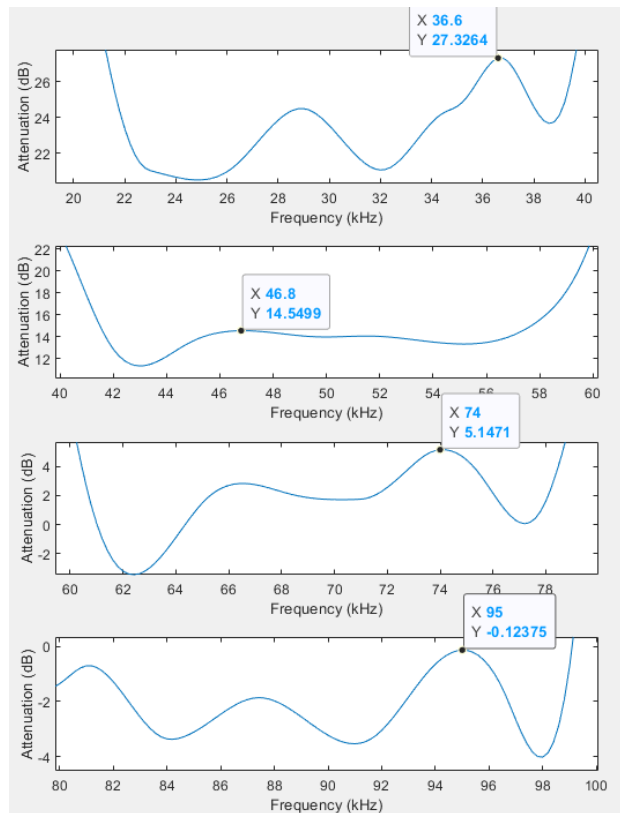 X 36.6
Y 27.3264
26
24
22
Attenuation (dB)
20 22 24 26 28 30 32 34 36 38 40
Frequency (kHz)
22
20
18
16
14
12
Attenuation (dB)
X 46.8
Y 14.5499
40 42 44 46 48 50 52 54 56 58 60
Frequency (kHz)
X 74
Y 5.1471
4
2
0
-2
Attenuation (dB)
60 62 64 66 68 70 72 74 76 78
Frequency (kHz)
X 95
Y -0.12375
0
-2
-4
Attenuation (dB)
80 82 84 86 88 90 92 94 96 98 100
Frequency (kHz)